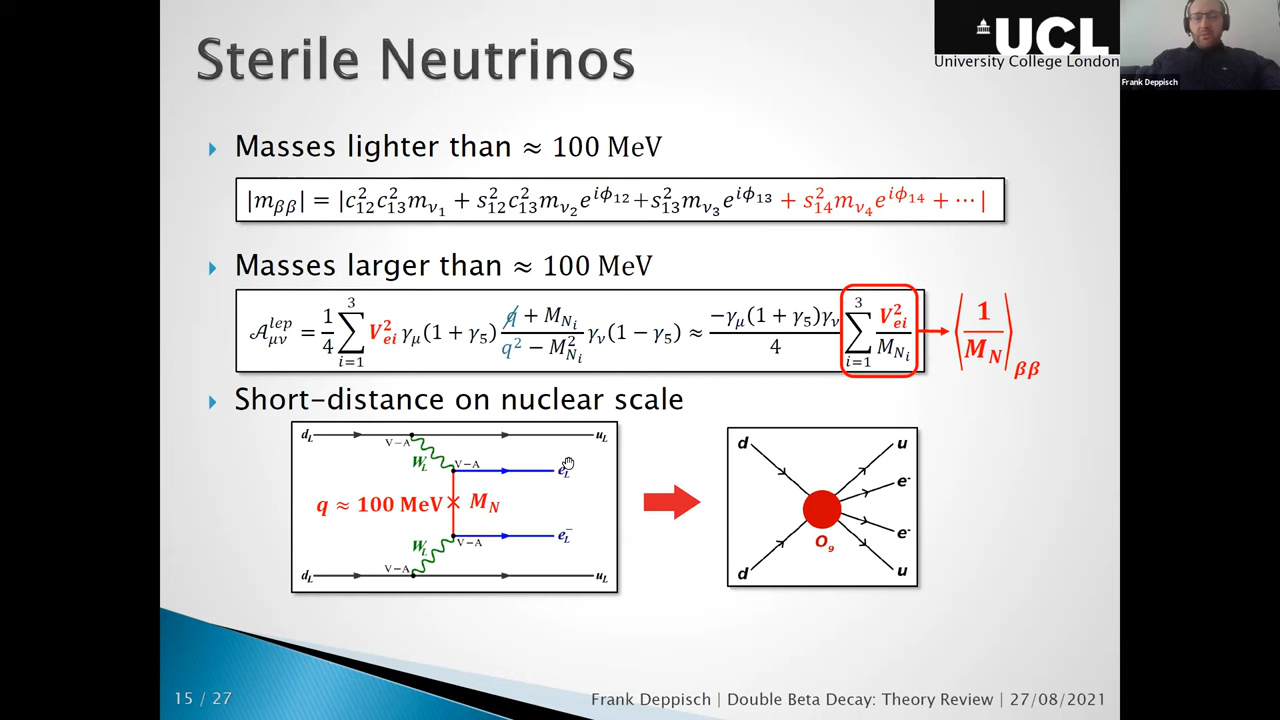 Sterile Neutrinos
UCL
University College London
Frank Deppisch
Masses lighter than ≈ 100 MeV
|m_ββ| = |c²₁₂c²₁₃m_ν₁ + s²₁₂c²₁₃m_ν₂e^{iϕ₁₂}+s²₁₃m_ν₃e^{iϕ₁₃} + s²₁₄m_ν₄e^{iϕ₁₄} + ⋯|
Masses larger than ≈ 100 MeV
𝒜^{lep}_{μν} = 1/4 ∑_{i=1}^{3} V²_{ei} γ_μ(1 + γ₅) (q̸ + M_{N_i})/(q² − M²_{N_i}) γ_ν(1 − γ₅) ≈ −γ_μ(1 + γ₅)γ_ν/4 ∑_{i=1}^{3} V²_{ei}/M_{N_i} → ⟨1/M_N⟩_{ββ}
Short-distance on nuclear scale
d_L V−A u_L
W_L V−A e_L^−
q ≈ 100 MeV M_N
W_L V−A e_L^−
d_L V−A u_L
d u
e⁻
O₉
e⁻
d u
15 / 27
Frank Deppisch | Double Beta Decay: Theory Review | 27/08/2021